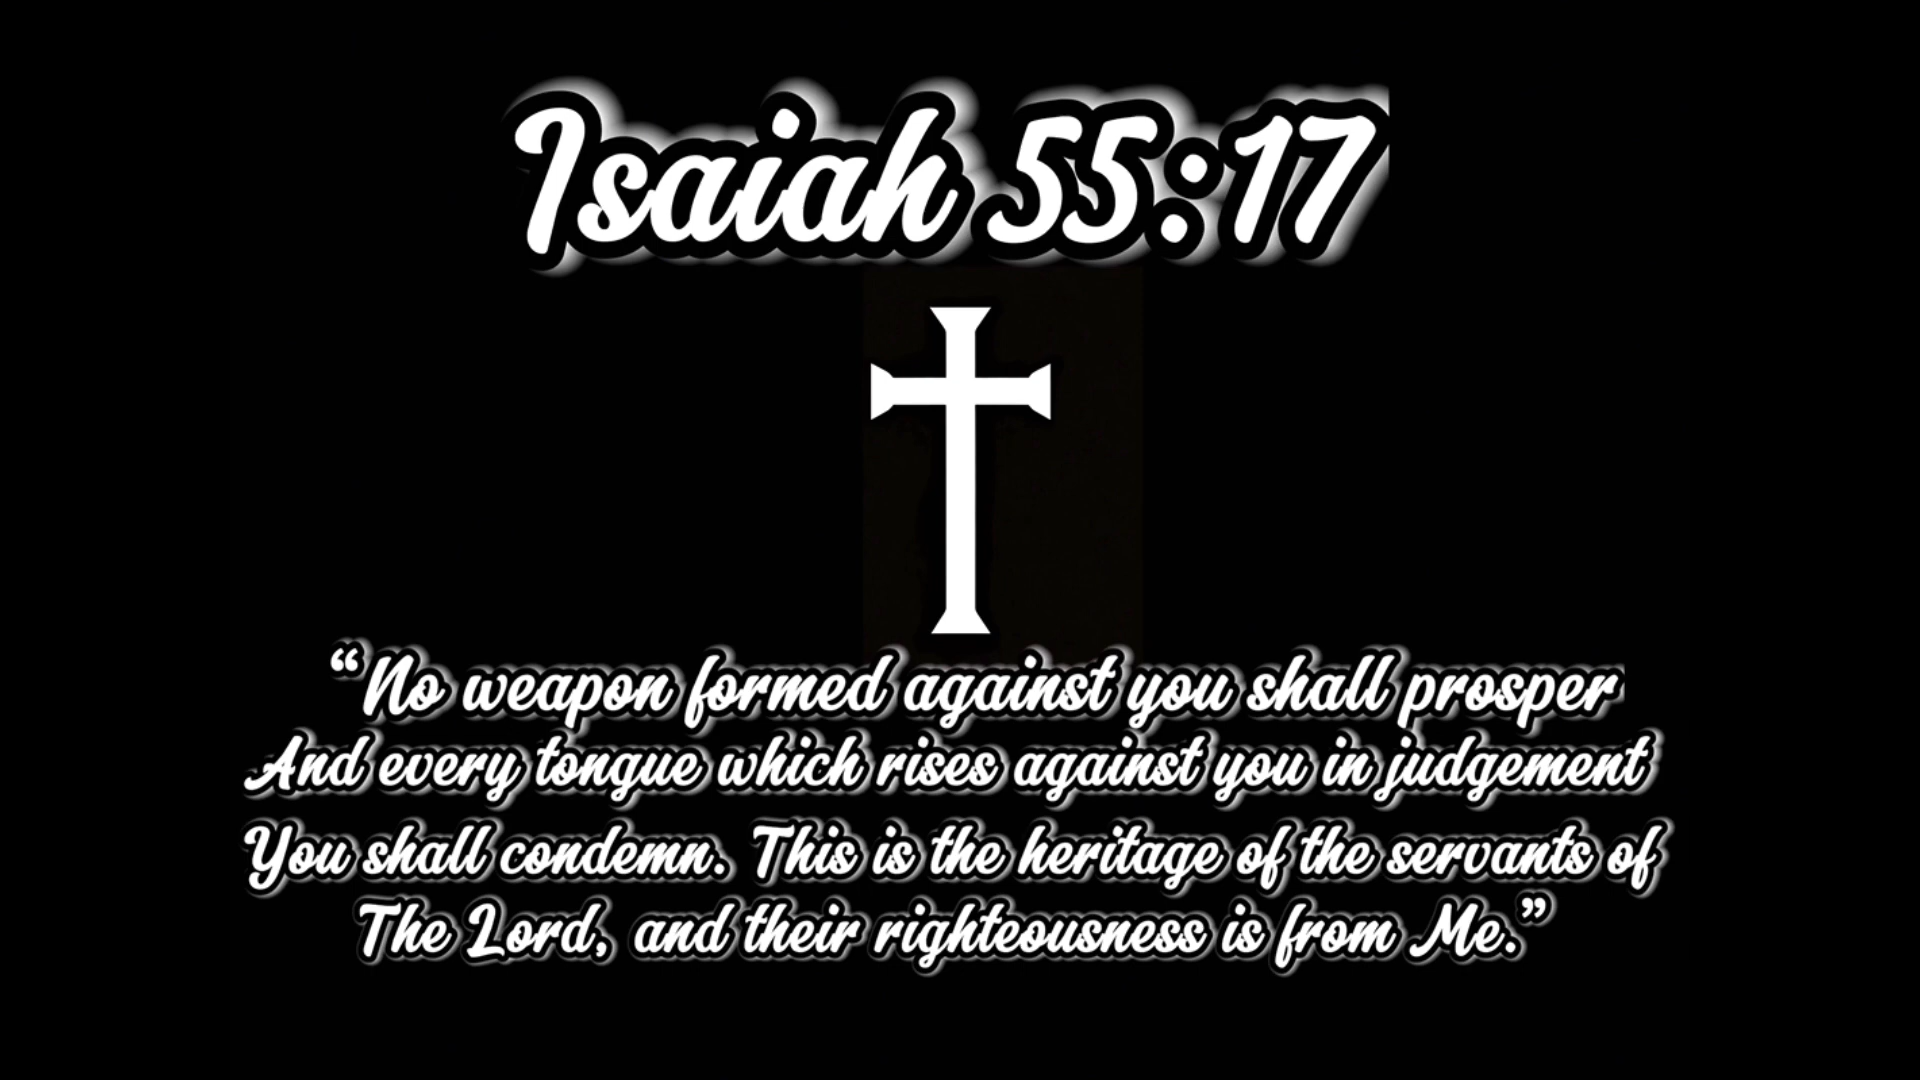 Isaiah 55:17
“No weapon formed against you shall prosper
And every tongue which rises against you in judgement
You shall condemn. This is the heritage of the servants of
The Lord, and their righteousness is from Me.”